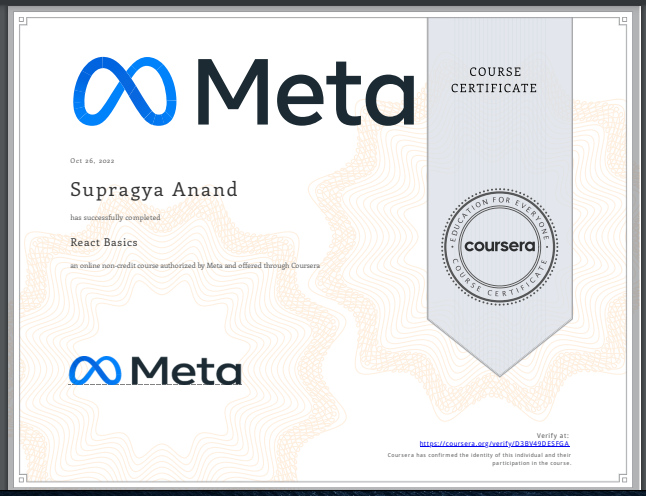 Meta
COURSE
CERTIFICATE
Oct 26, 2022
Supragya Anand
has successfully completed
React Basics
an online non-credit course authorized by Meta and offered through Coursera
EDUCATION FOR EVERYONE
coursera
COURSE CERTIFICATE
Meta
Verify at:
https://coursera.org/verify/D3BV49DESFGA
Coursera has confirmed the identity of this individual and their
participation in the course.